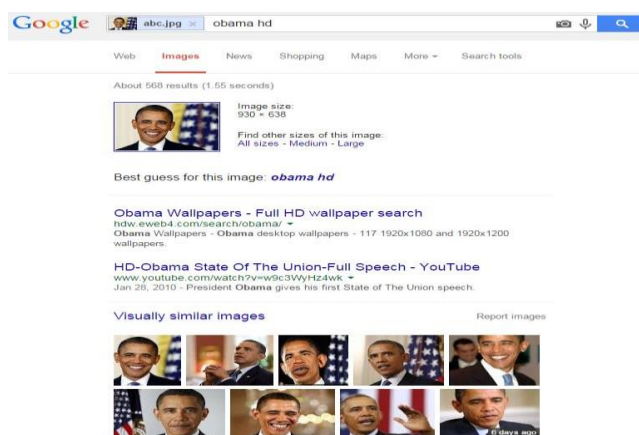 Google abc.jpg × obama hd
Web Images News Shopping Maps More Search tools
About 568 results (1.55 seconds)
Image size:
930 × 638
Find other sizes of this image:
All sizes - Medium - Large
Best guess for this image: obama hd
Obama Wallpapers - Full HD wallpaper search
hdw.eweb4.com/search/obama/
Obama Wallpapers - Obama desktop wallpapers - 117 1920x1080 and 1920x1200
wallpapers.
HD-Obama State Of The Union-Full Speech - YouTube
www.youtube.com/watch?v=w9c3WyHz4wk
Jan 28, 2010 - President Obama gives his first State of The Union speech.
Visually similar images Report images
6 days ago